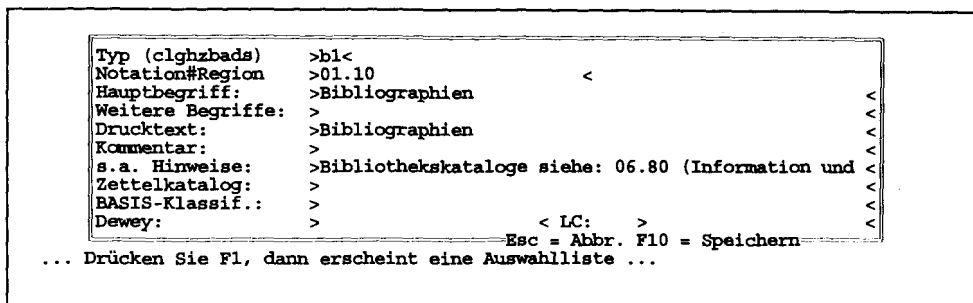 Typ (clghzbads) >b1<
Notation#Region >01.10 <
Hauptbegriff: >Bibliographien <
Weitere Begriffe: > <
Drucktext: >Bibliographien <
Kommentar: > <
s.a. Hinweise: >Bibliothekskataloge siehe: 06.80 (Information und <
Zettelkatalog: > <
BASIS-Klassif.: > <
Dewey: > < LC: > <
Esc = Abbr. F10 = Speichern
... Drücken Sie F1, dann erscheint eine Auswahlliste ...